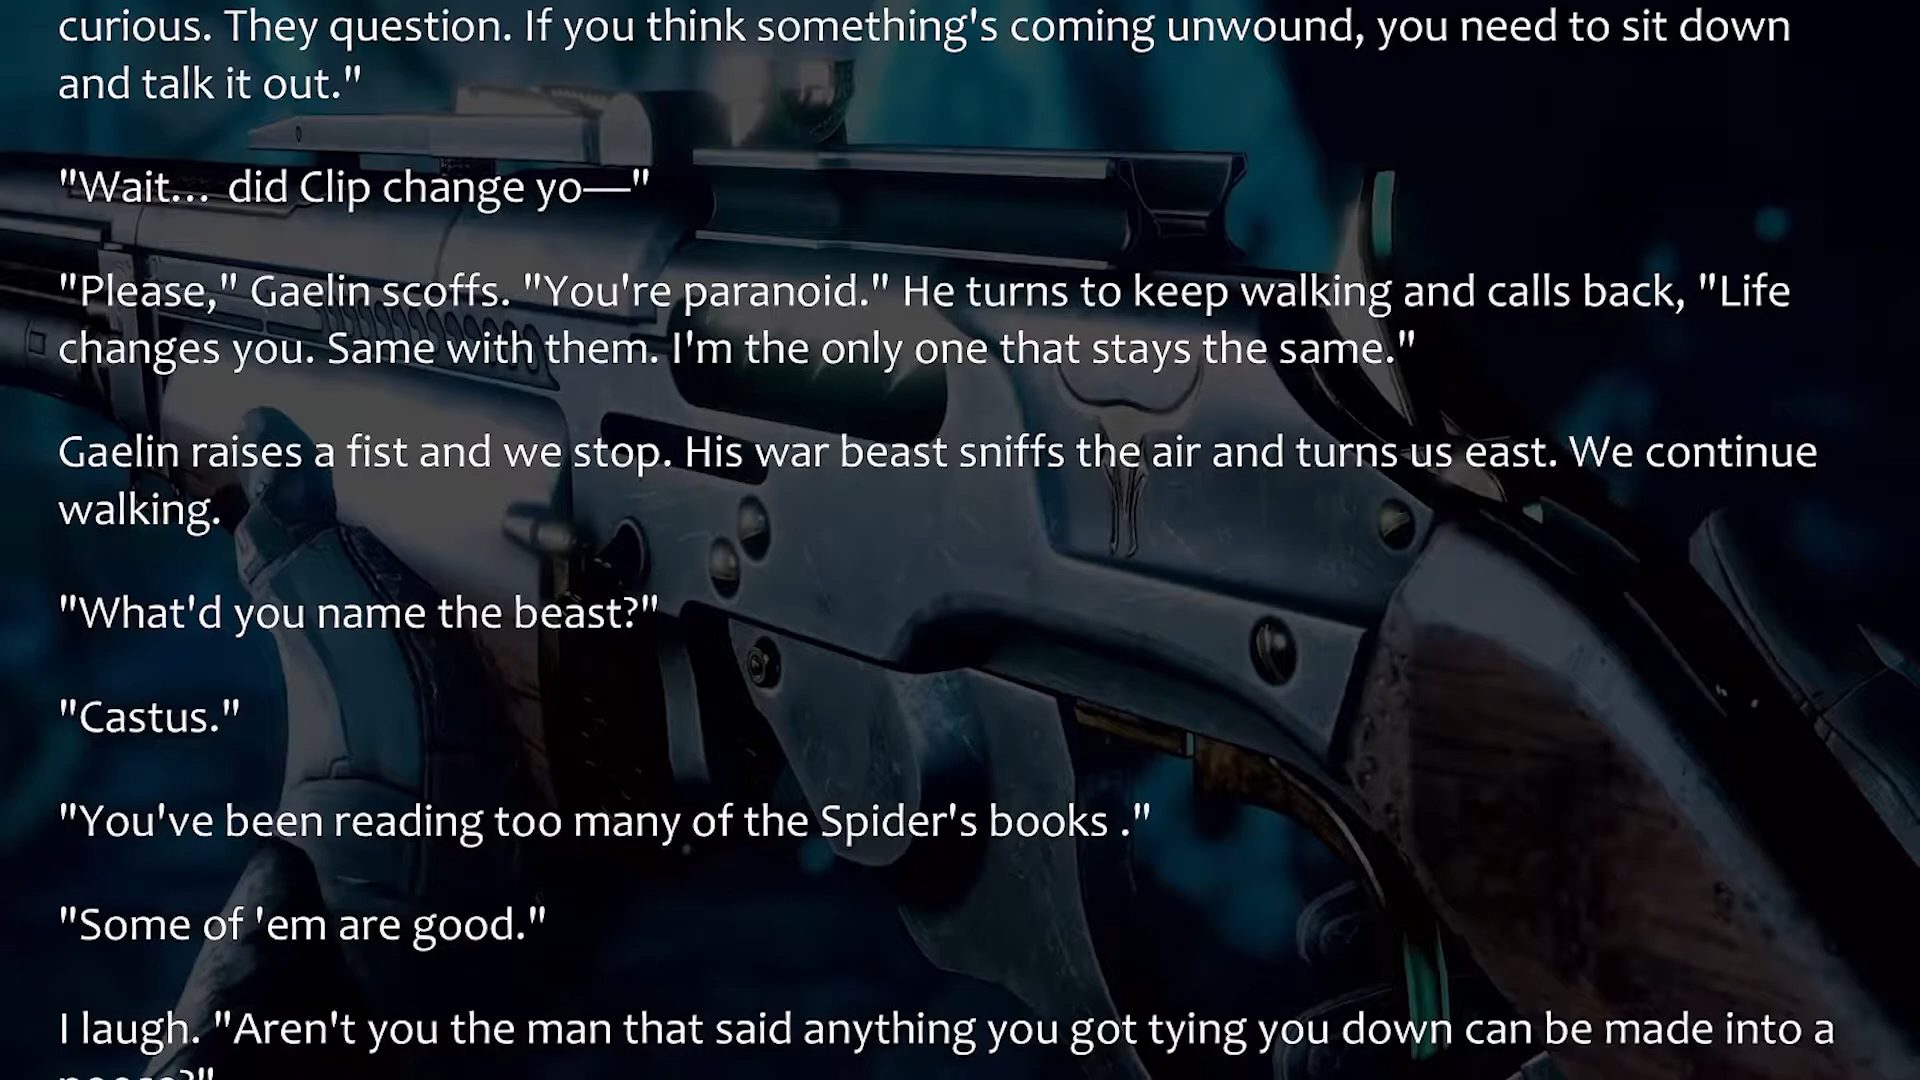 curious. They question. If you think something's coming unwound, you need to sit down
and talk it out."
"Wait… did Clip change yo—"
"Please," Gaelin scoffs. "You're paranoid." He turns to keep walking and calls back, "Life
changes you. Same with them. I'm the only one that stays the same."
Gaelin raises a fist and we stop. His war beast sniffs the air and turns us east. We continue
walking.
"What'd you name the beast?"
"Castus."
"You've been reading too many of the Spider's books ."
"Some of 'em are good."
I laugh. "Aren't you the man that said anything you got tying you down can be made into a